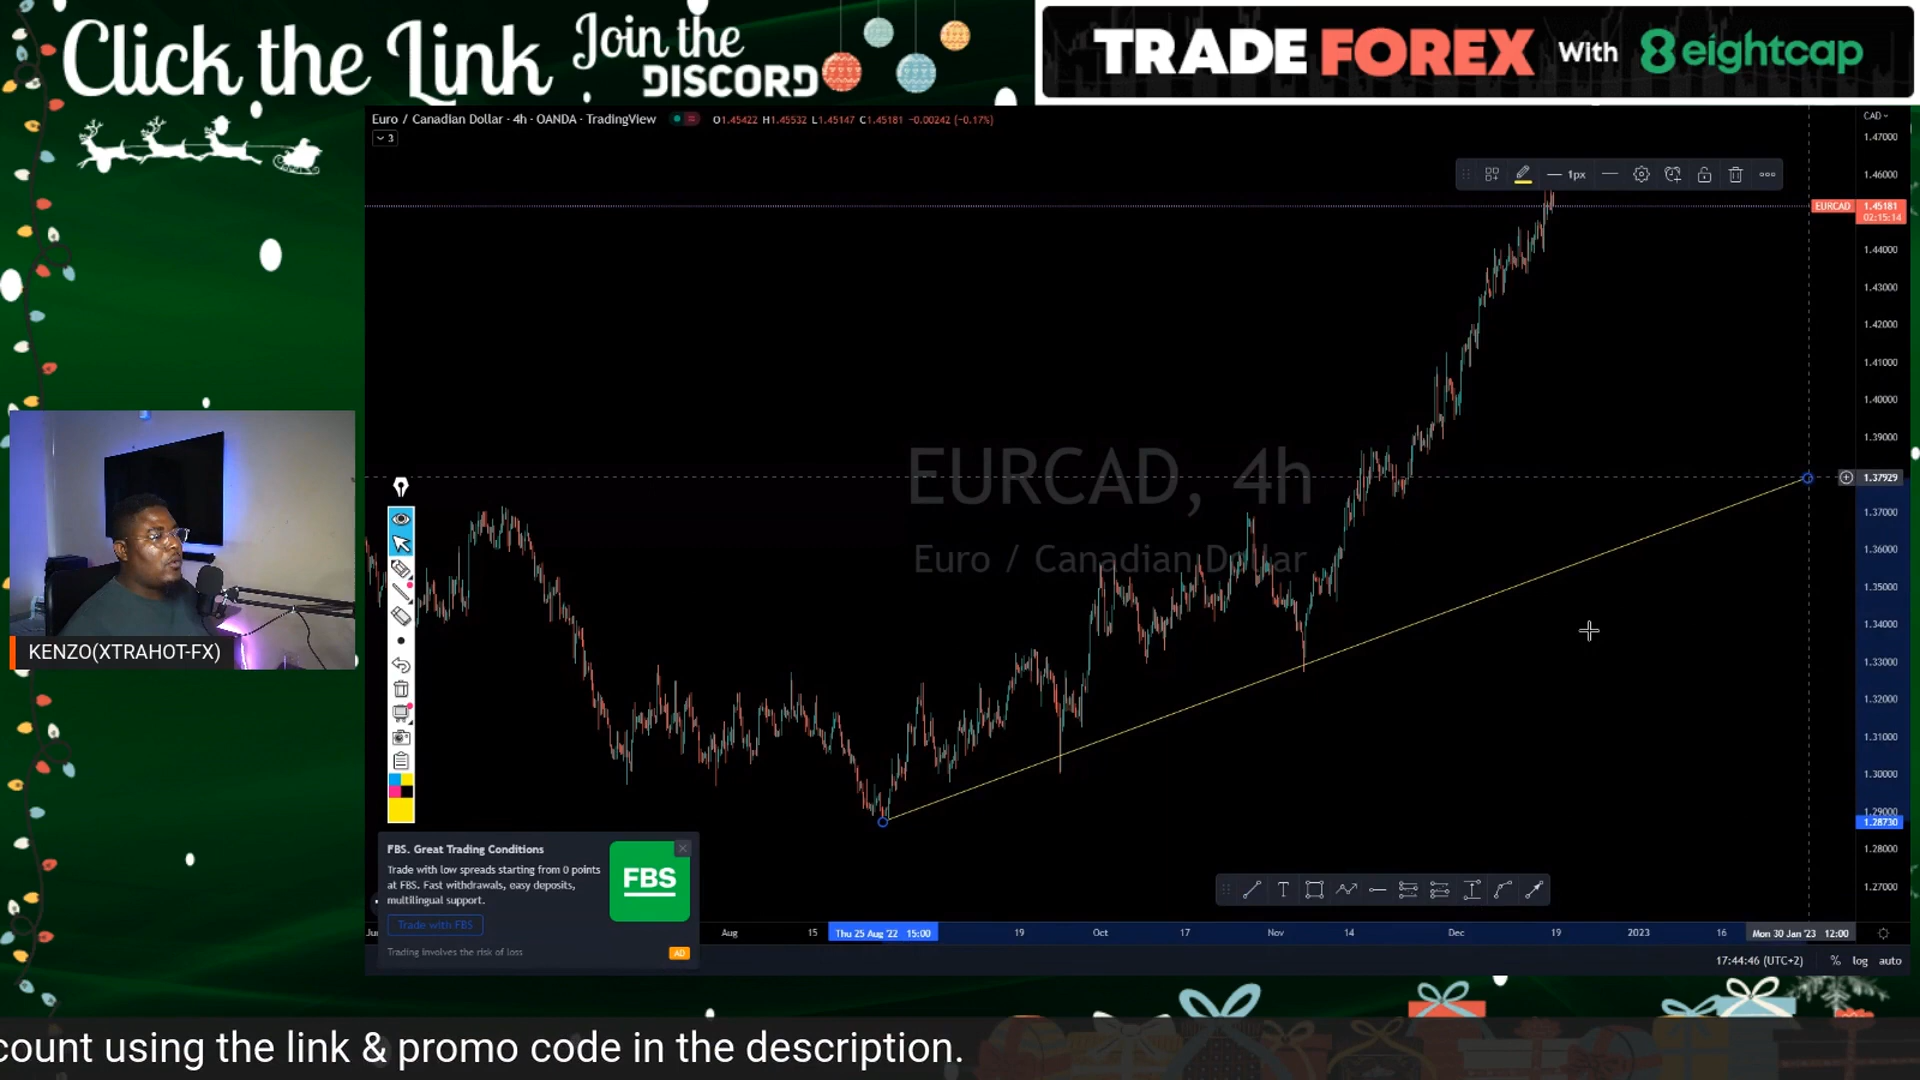 Click the Link
Join the
DISCORD
TRADE FOREX With 8eightcap
Euro / Canadian Dollar · 4h · OANDA · TradingView
O1.45422 H1.45532 L1.45147 C1.45181 -0.00242 (-0.17%)
3
CAD
1.47000
1px
1.46000
EURCAD 1.45181
02:15:14
1.44000
1.43000
1.42000
1.41000
1.40000
1.39000
EURCAD, 4h
1.37929
1.37000
1.36000
Euro / Canadian Dollar
1.35000
1.34000
KENZO(XTRAHOT-FX)
1.33000
1.32000
1.31000
1.30000
1.29000
1.28730
FBS. Great Trading Conditions
1.28000
Trade with low spreads starting from 0 points
at FBS. Fast withdrawals, easy deposits,
multilingual support.
FBS
T
1.27000
Trade with FBS
Aug 15 Thu 25 Aug '22 15:00 19 Oct 17 Nov 14 Dec 19 2023 16 Mon 30 Jan '23 12:00
Trading involves the risk of loss
AD
17:44:46 (UTC+2) % log auto
count using the link & promo code in the description.